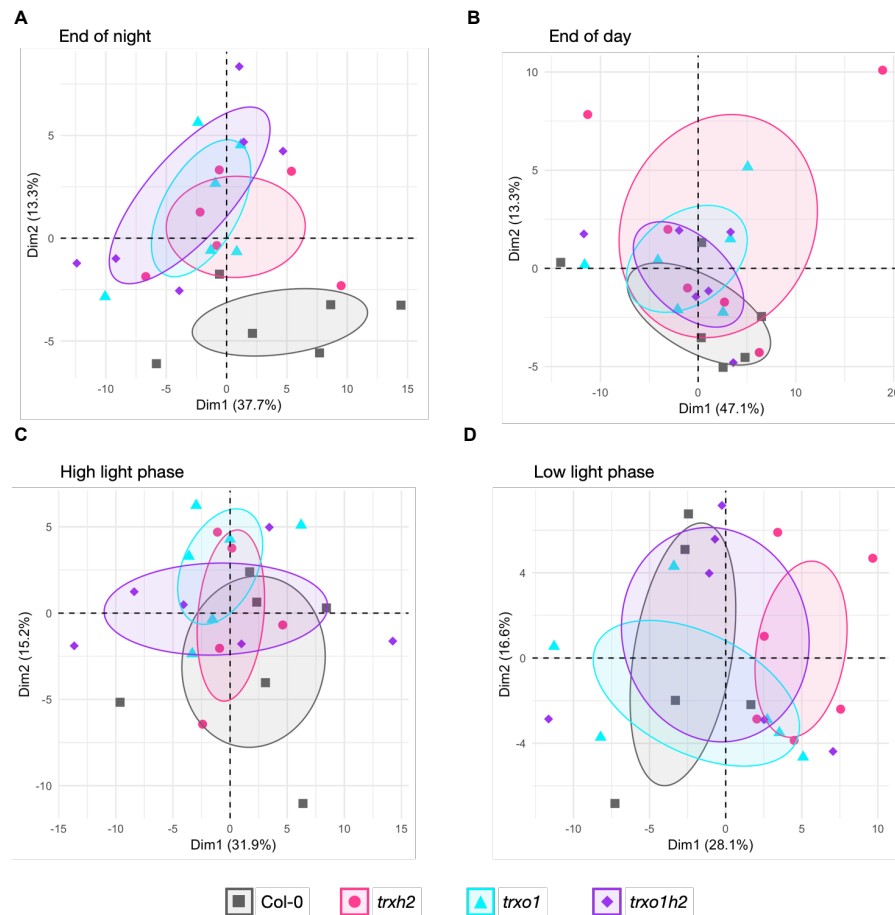 A
End of night
5
0
-5
-10
-5
0
5
10
15
Dim1 (37.7%)
Dim2 (13.3%)
B
End of day
10
5
0
-5
-10
0
10
20
Dim1 (47.1%)
Dim2 (13.3%)
C
High light phase
5
0
-5
-10
-15
-10
-5
0
5
10
15
Dim1 (31.9%)
Dim2 (15.2%)
D
Low light phase
4
0
-4
-10
-5
0
5
10
Dim1 (28.1%)
Dim2 (16.6%)
Col-0
trxh2
trxo1
trxo1h2